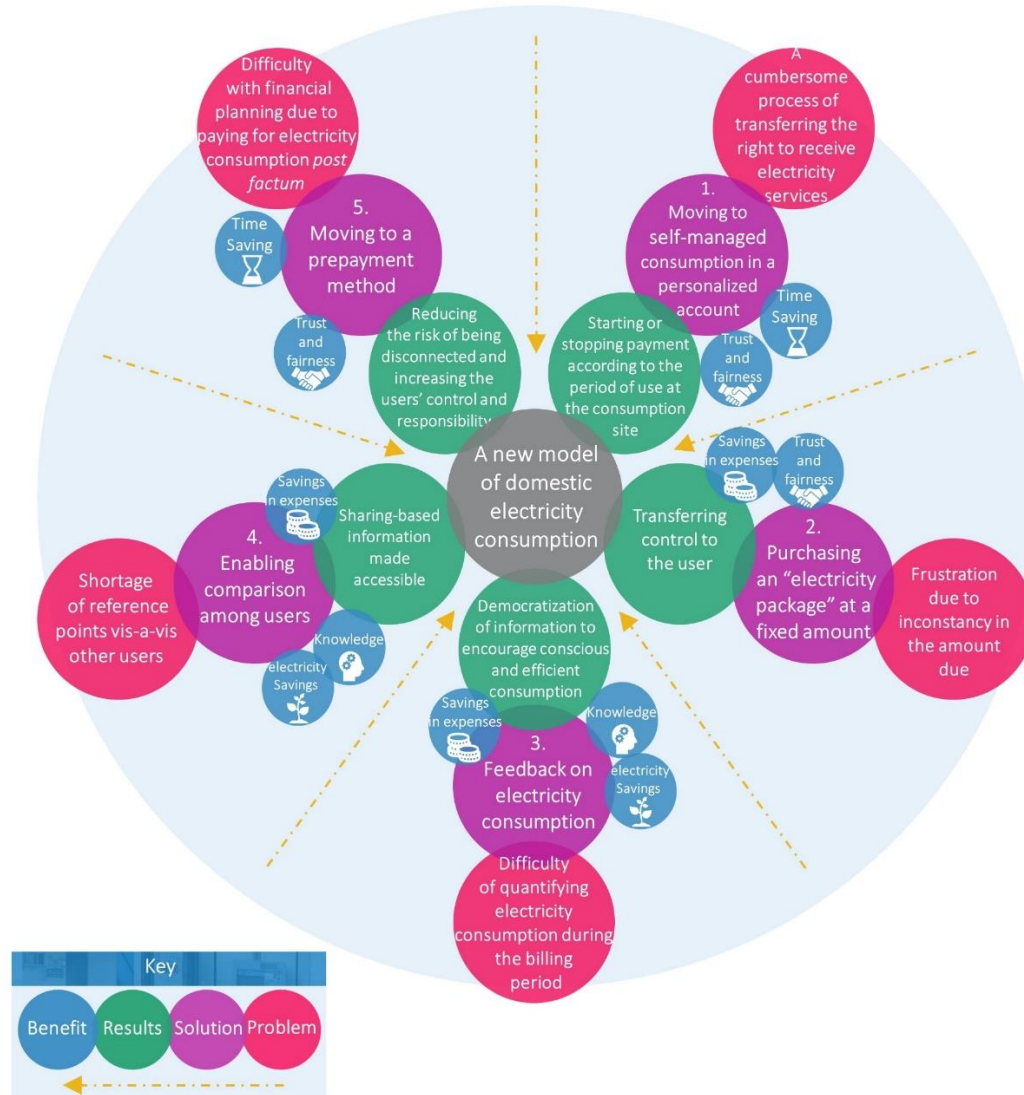 Difficulty
with financial
planning due to
paying for electricity
consumption post
factum
5.
Moving to a
prepayment
method
Time
Saving
Trust
and
fairness
Reducing
the risk of being
disconnected and
increasing the
users' control and
responsibility
A
cumbersome
process of
transferring the
right to receive
electricity
services
1.
Moving to
self-managed
consumption in a
personalized
account
Time
Saving
Trust
and
fairness
Starting or
stopping payment
according to the
period of use at
the consumption
site
A new model
of domestic
electricity
consumption
Savings
in expenses
Trust
and
fairness
Transferring
control to
the user
2.
Purchasing
an “electricity
package” at a
fixed amount
Frustration
due to
inconstancy in
the amount
due
Savings
in expenses
Sharing-based
information
made
accessible
4.
Enabling
comparison
among users
Shortage
of reference
points vis-a-vis
other users
Knowledge
electricity
Savings
Democratization
of information to
encourage conscious
and efficient
consumption
Savings
in expenses
Knowledge
electricity
Savings
3.
Feedback on
electricity
consumption
Difficulty
of quantifying
electricity
consumption during
the billing
period
Key
Benefit Results Solution Problem